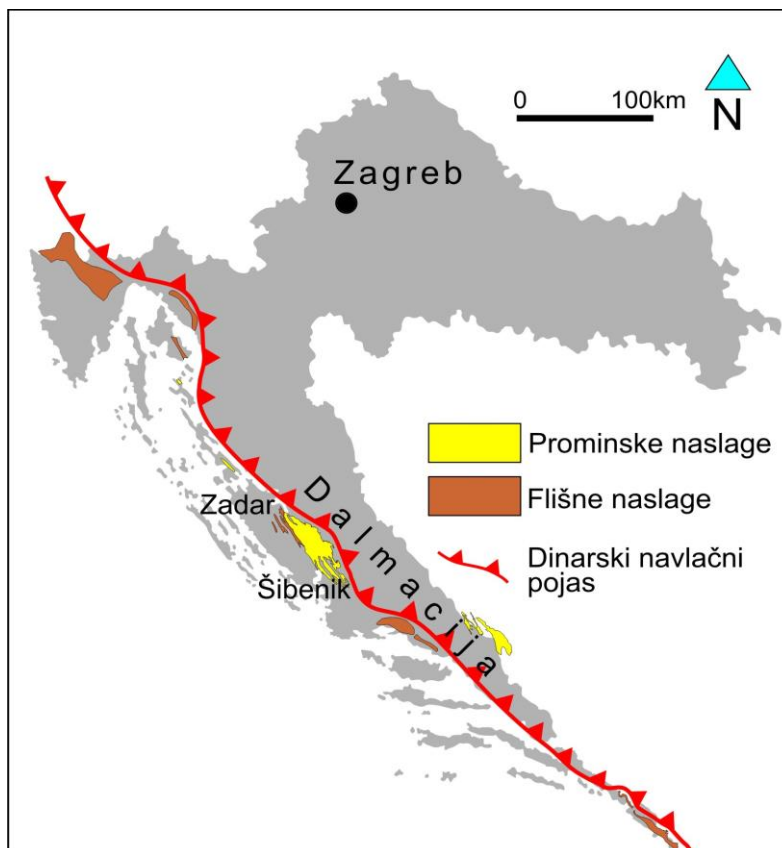 0 100km
N
Zagreb
Prominske naslage
Flišne naslage
Dinarski navlačni
pojas
Zadar
Dalmacija
Šibenik